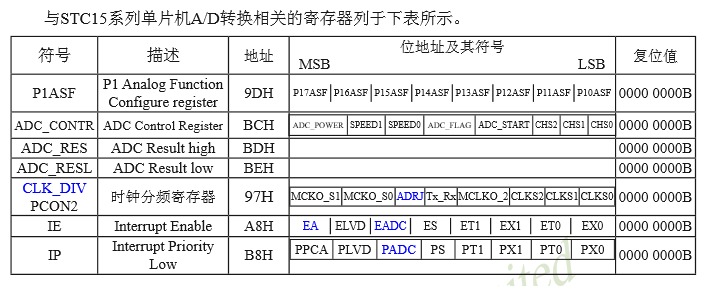 与STC15系列单片机A/D转换相关的寄存器列于下表所示。
符号 描述 地址 位地址及其符号 复位值
MSB LSB
P1ASF P1 Analog Function Configure register 9DH P17ASF P16ASF P15ASF P14ASF P13ASF P12ASF P11ASF P10ASF 0000 0000B
ADC_CONTR ADC Control Register BCH ADC_POWER SPEED1 SPEED0 ADC_FLAG ADC_START CHS2 CHS1 CHS0 0000 0000B
ADC_RES ADC Result high BDH 0000 0000B
ADC_RESL ADC Result low BEH 0000 0000B
CLK_DIV PCON2 时钟分频寄存器 97H MCKO_S1 MCKO_S0 ADRJ Tx_Rx MCLKO_2 CLKS2 CLKS1 CLKS0 0000 0000B
IE Interrupt Enable A8H EA ELVD EADC ES ET1 EX1 ET0 EX0 0000 0000B
IP Interrupt Priority Low B8H PPCA PLVD PADC PS PT1 PX1 PT0 PX0 0000 0000B